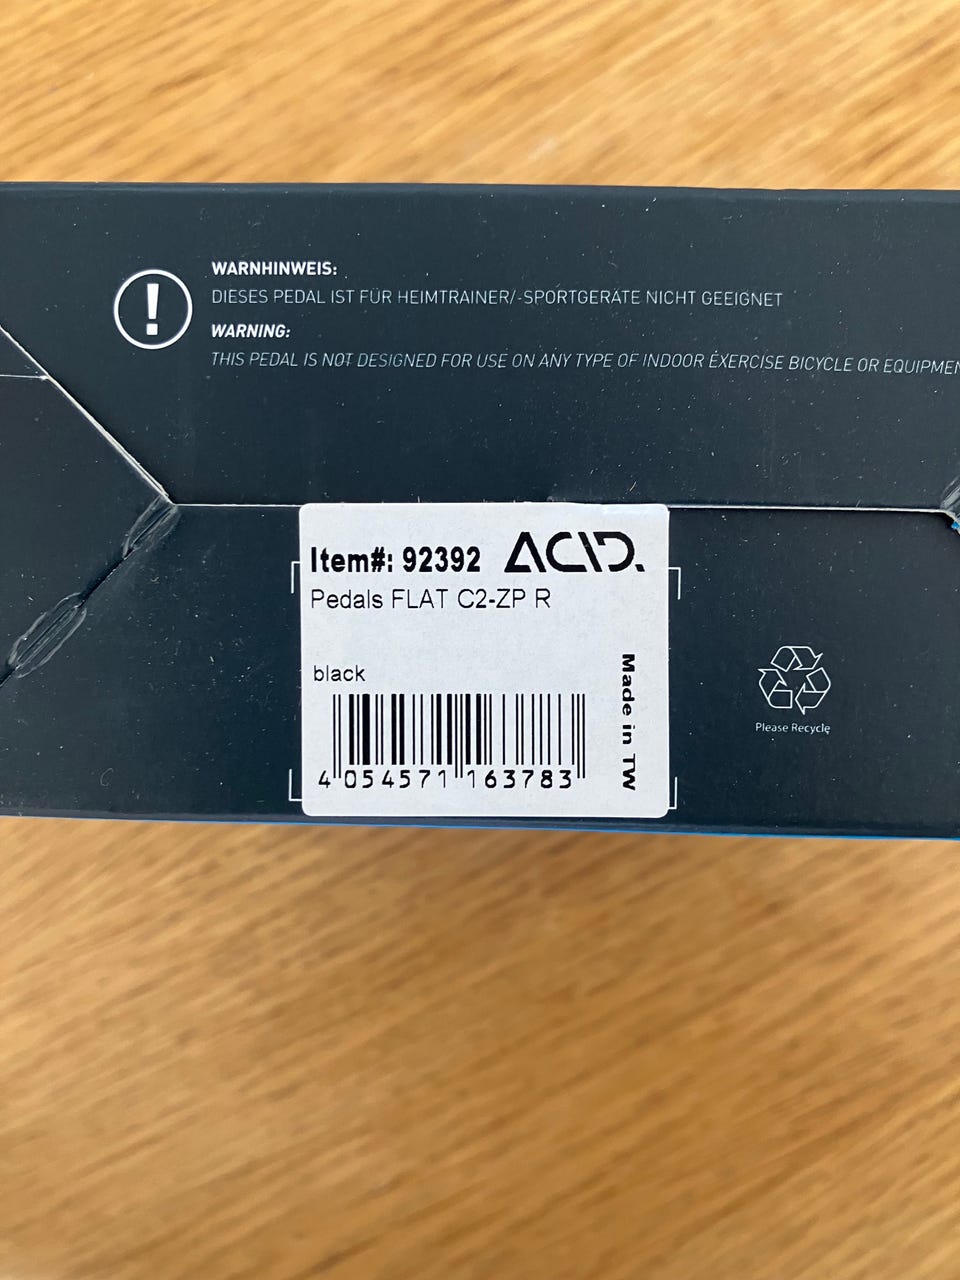 WARNHINWEIS:
DIESES PEDAL IST FÜR HEIMTRAINER/-SPORTGERÄTE NICHT GEEIGNET
WARNING:
THIS PEDAL IS NOT DESIGNED FOR USE ON ANY TYPE OF INDOOR EXERCISE BICYCLE OR EQUIPMEN
Item#: 92392 ACID.
Pedals FLAT C2-ZP R
black
Made in TW
4 054571 163783
Please Recycle